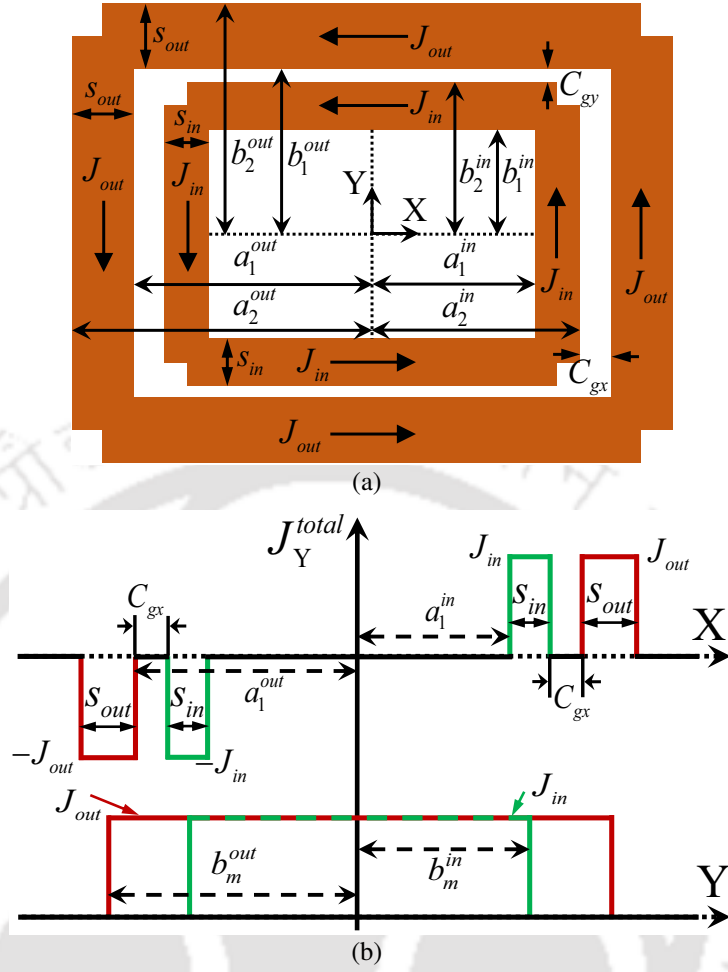 s_out
J_out
C_gy
s_out
s_in
J_in
b_2^out
b_1^out
b_2^in
b_1^in
J_out
J_in
Y
X
a_1^out
a_1^in
J_in
J_out
a_2^out
a_2^in
s_in
J_in
C_gx
J_out
(a)
J_Y^total
J_in
J_out
C_gx
a_1^in
s_in
s_out
X
s_out
s_in
a_1^out
C_gx
-J_out
-J_in
J_out
J_in
b_m^out
b_m^in
Y
(b)